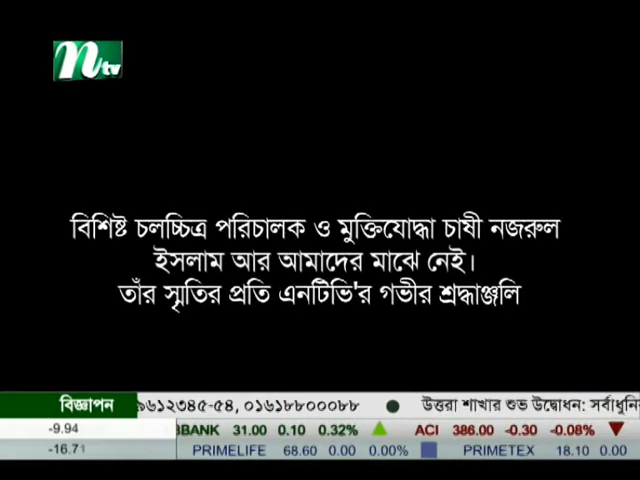 Ntv
বিশিষ্ট চলচ্চিত্র পরিচালক ও মুক্তিযোদ্ধা চাষী নজরুল
ইসলাম আর আমাদের মাঝে নেই।
তাঁর স্মৃতির প্রতি এনটিভি'র গভীর শ্রদ্ধাঞ্জলি
বিজ্ঞাপন ৯৬১২৩৪৫-৫৪, ০১৬১৮৮০০০৮৮ ● উত্তরা শাখার শুভ উদ্বোধন: সর্বাধুনি
-9.94 BANK 31.00 0.10 0.32% ▲ ACI 386.00 -0.30 -0.08% ▼
-16.71 PRIMELIFE 68.60 0.00 0.00% ■ PRIMETEX 18.10 0.00